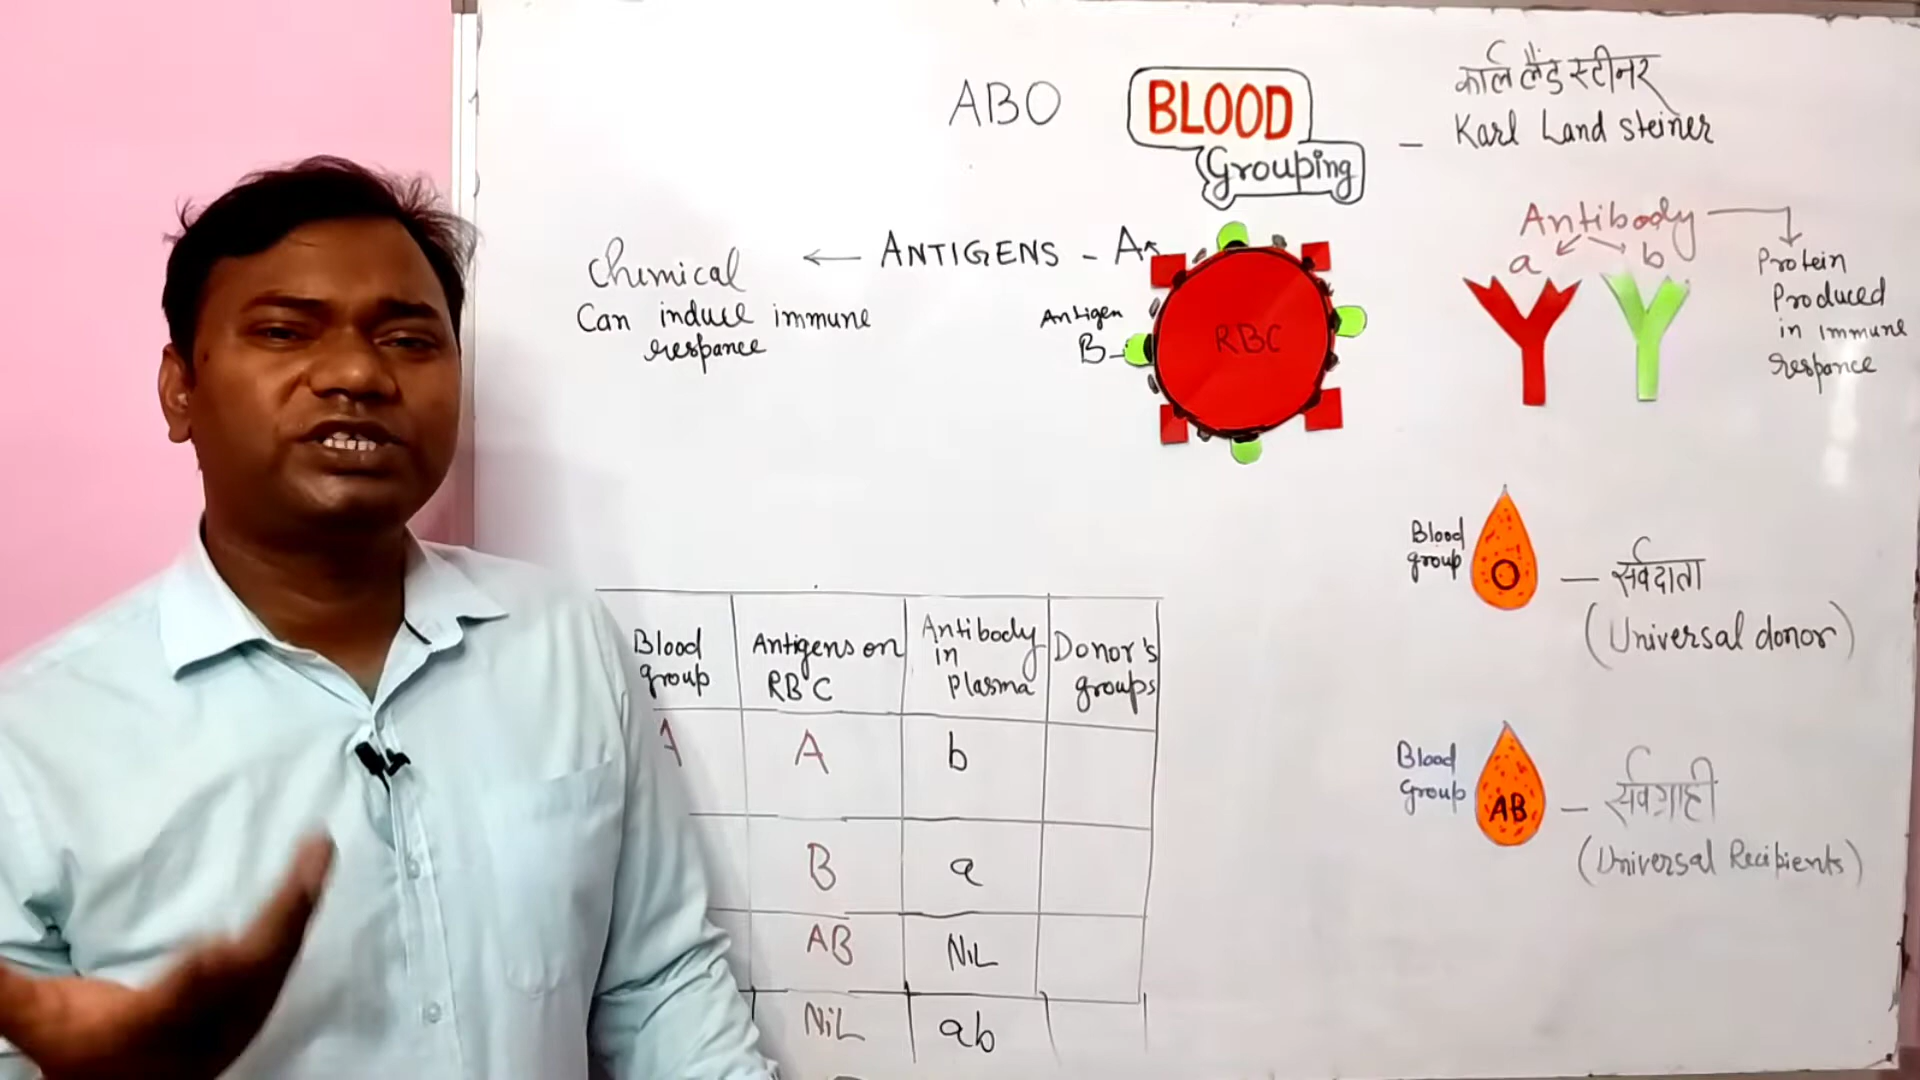 ABO
BLOOD
Grouping
—
कार्ल लैंड स्टीनर
Karl Land steiner
Chemical ← ANTIGENS - A
Can induce immune
respance
Antigen
B
RBC
Antibody
a b
Protein
Produced
in immune
respance
Blood
group
O
— सर्वदाता
(Universal donor)
Blood
Group
AB
— सर्वग्राही
(Universal Recipients)
Blood group | Antigens on RBC | Antibody in Plasma | Donor's groups
A | A | b
B | a
AB | NiL
NiL | ab